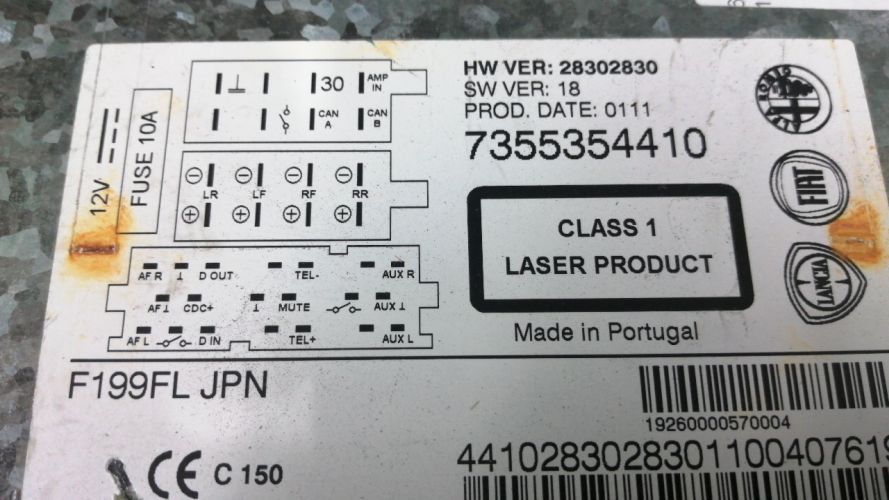 12V
FUSE 10A
30 AMP IN
CAN A CAN B
LR LF RF RR
AF R D OUT TEL- AUX R
AF CDC+ MUTE AUX
AF L D IN TEL+ AUX L
HW VER: 28302830
SW VER: 18
PROD. DATE: 0111
7355354410
CLASS 1
LASER PRODUCT
Made in Portugal
ALFA ROMEO
FIAT
LANCIA
F199FL JPN
19260000570004
CE C 150
4410283028301100407619